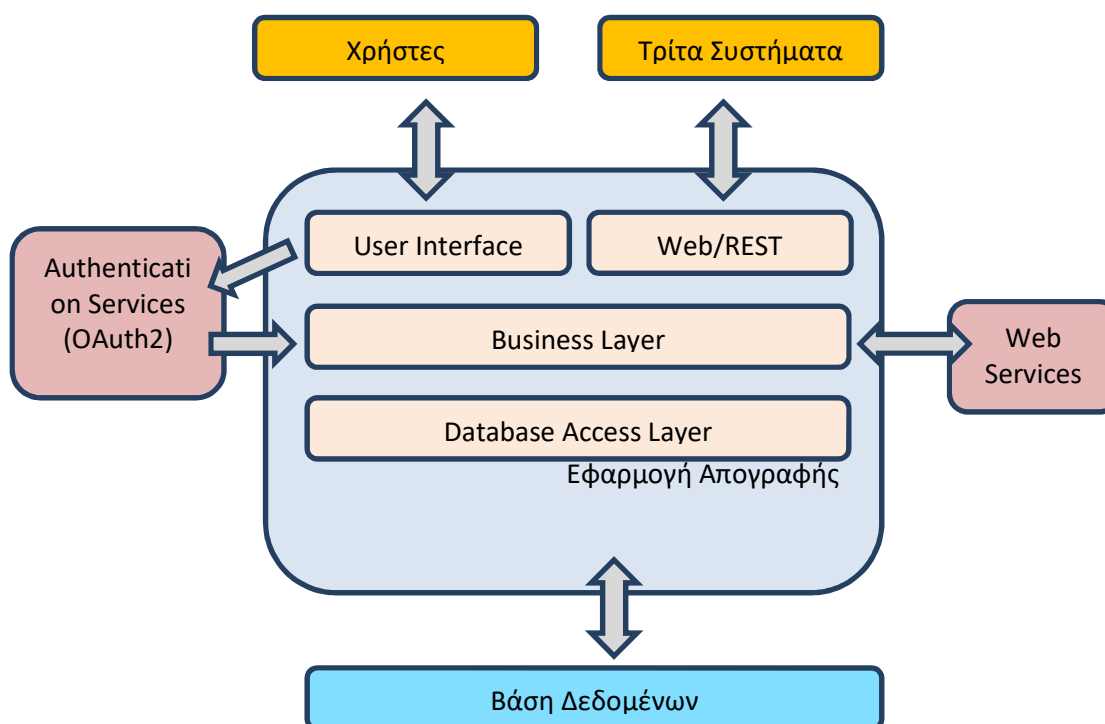 Χρήστες
Τρίτα Συστήματα
User Interface
Web/REST
Authenticati
on Services
(OAuth2)
Business Layer
Web
Services
Database Access Layer
Εφαρμογή Απογραφής
Βάση Δεδομένων